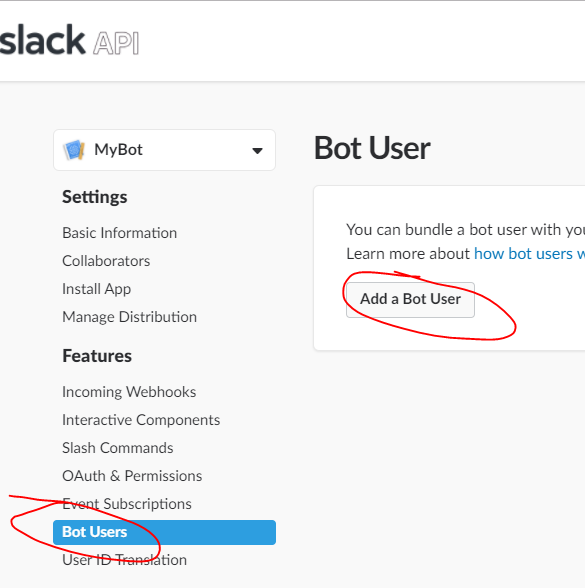 slack API
MyBot
Settings
Basic Information
Collaborators
Install App
Manage Distribution
Features
Incoming Webhooks
Interactive Components
Slash Commands
OAuth & Permissions
Event Subscriptions
Bot Users
User ID Translation
Bot User
You can bundle a bot user with you
Learn more about how bot users w
Add a Bot User